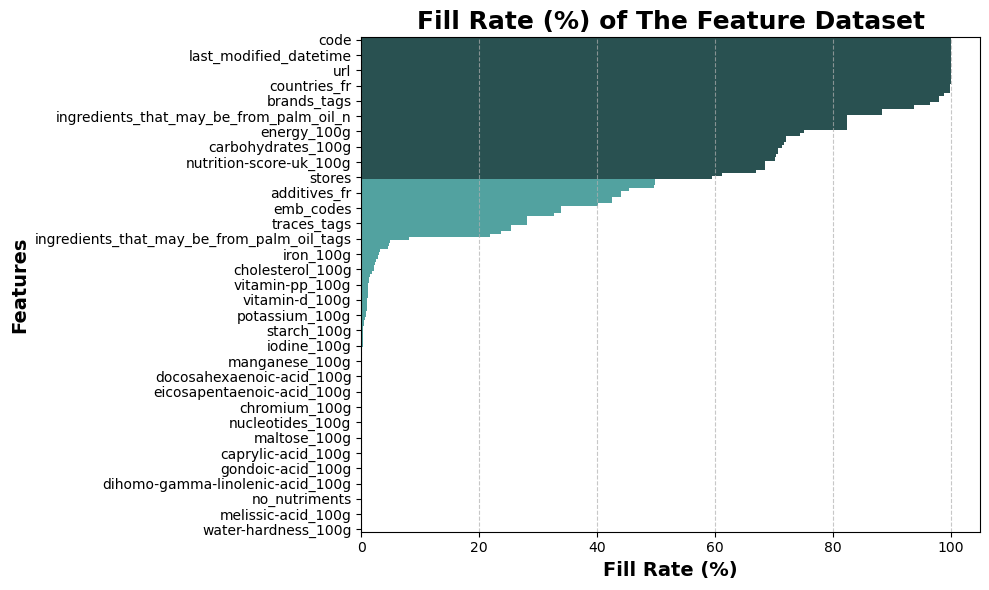 Fill Rate (%) of The Feature Dataset
code
last_modified_datetime
url
countries_fr
brands_tags
ingredients_that_may_be_from_palm_oil_n
energy_100g
carbohydrates_100g
nutrition-score-uk_100g
stores
additives_fr
emb_codes
traces_tags
ingredients_that_may_be_from_palm_oil_tags
iron_100g
cholesterol_100g
vitamin-pp_100g
vitamin-d_100g
potassium_100g
starch_100g
iodine_100g
manganese_100g
docosahexaenoic-acid_100g
eicosapentaenoic-acid_100g
chromium_100g
nucleotides_100g
maltose_100g
caprylic-acid_100g
gondoic-acid_100g
dihomo-gamma-linolenic-acid_100g
no_nutriments
melissic-acid_100g
water-hardness_100g
Features
0 20 40 60 80 100
Fill Rate (%)